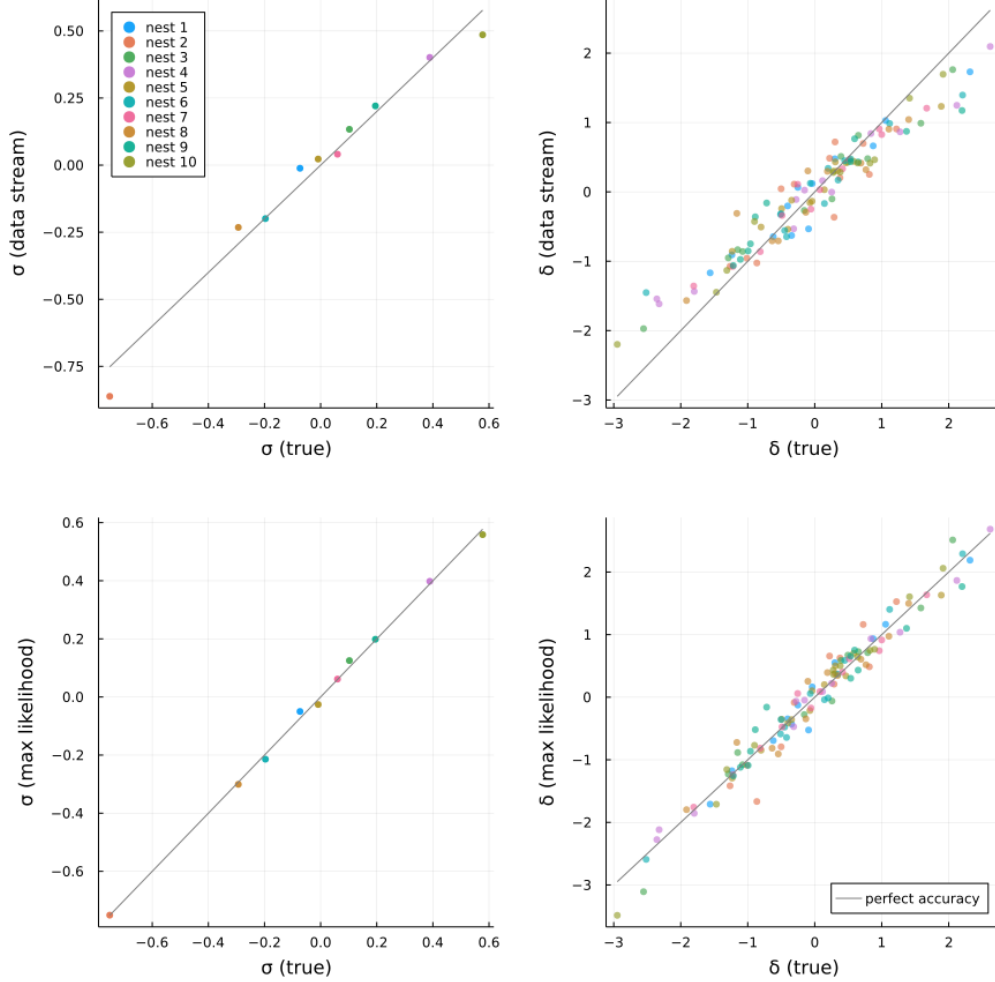 0.50
0.25
0.00
−0.25
−0.50
−0.75
σ (data stream)
nest 1
nest 2
nest 3
nest 4
nest 5
nest 6
nest 7
nest 8
nest 9
nest 10
−0.6 −0.4 −0.2 0.0 0.2 0.4 0.6
σ (true)
2
1
0
−1
−2
−3
δ (data stream)
−3 −2 −1 0 1 2
δ (true)
0.6
0.4
0.2
0.0
−0.2
−0.4
−0.6
σ (max likelihood)
−0.6 −0.4 −0.2 0.0 0.2 0.4 0.6
σ (true)
2
1
0
−1
−2
−3
δ (max likelihood)
perfect accuracy
−3 −2 −1 0 1 2
δ (true)